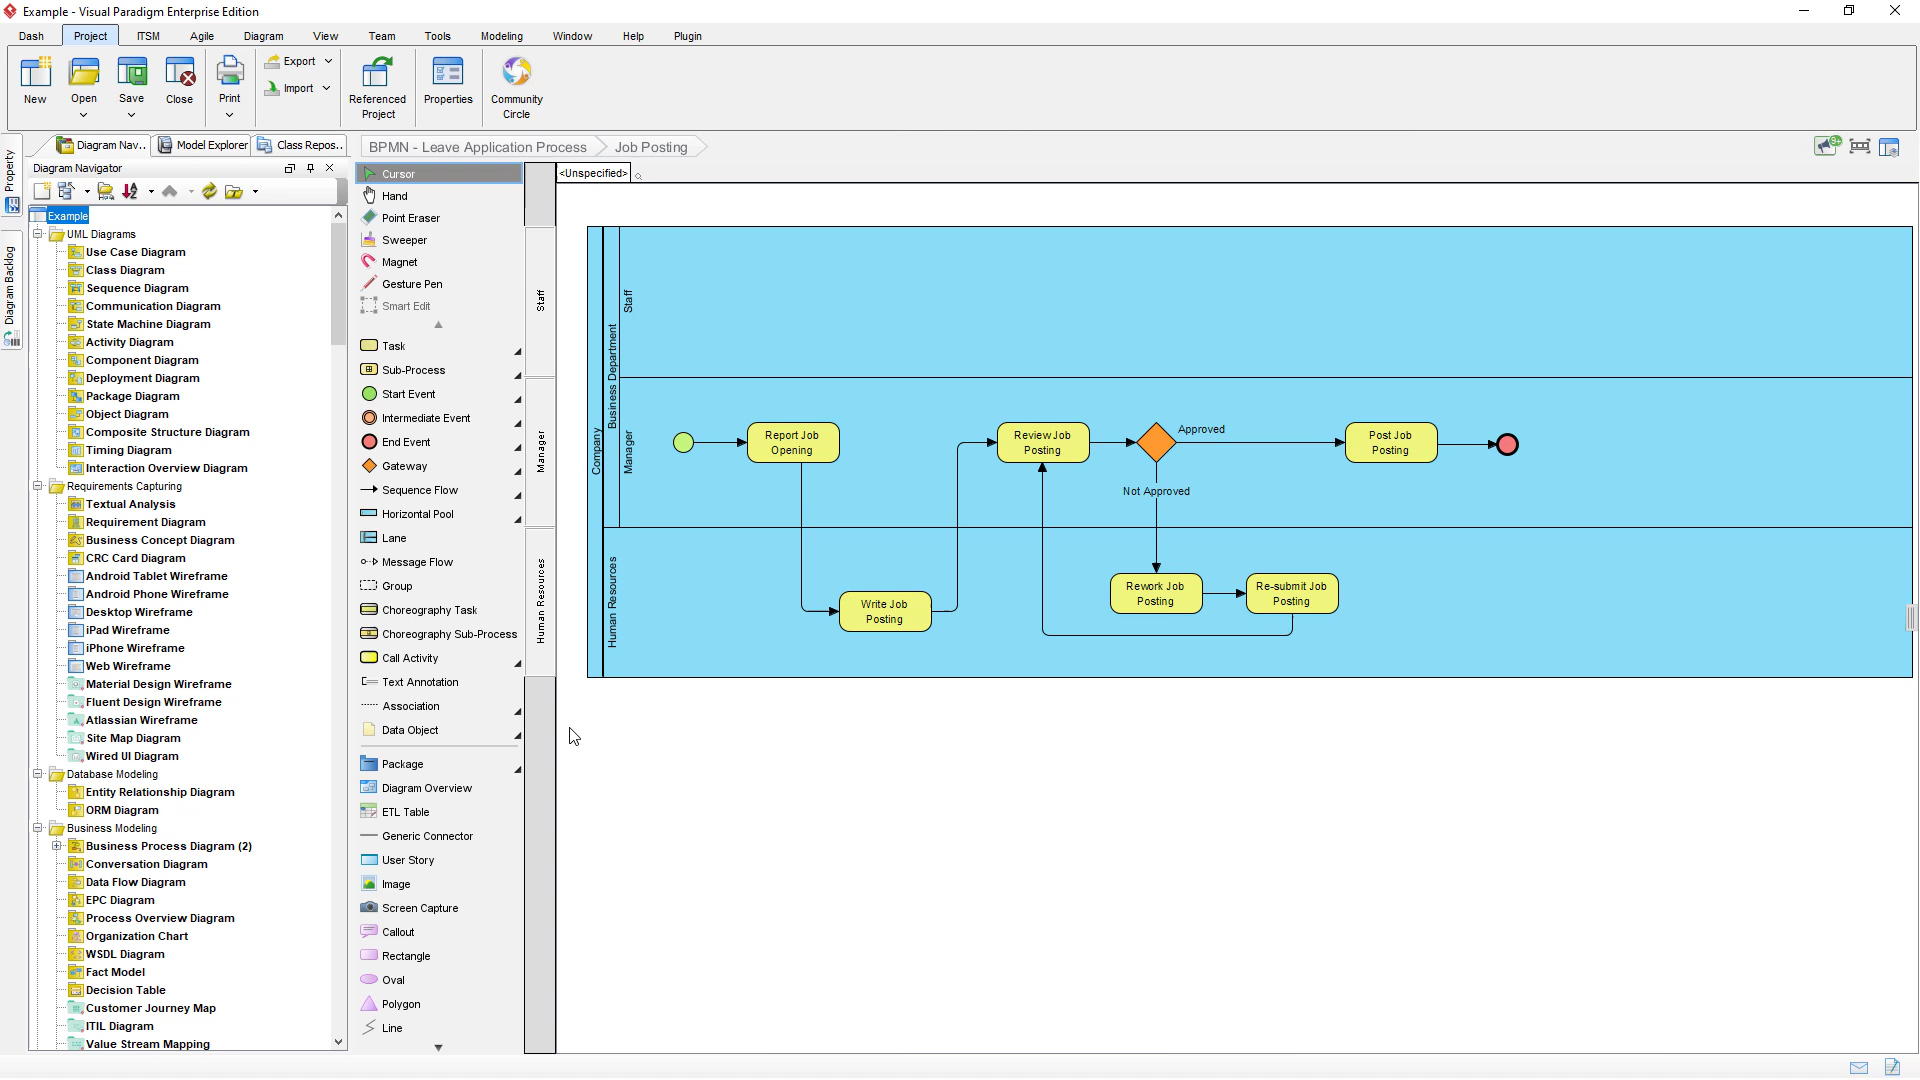 Example - Visual Paradigm Enterprise Edition
Dash Project ITSM Agile Diagram View Team Tools Modeling Window Help Plugin
New
Open
Save
Close
Print
Export
Import
Referenced
Project
Properties
Community
Circle
Property
Diagram Backlog
Diagram Nav..
Model Explorer
Class Repos..
Diagram Navigator
Example
UML Diagrams
Use Case Diagram
Class Diagram
Sequence Diagram
Communication Diagram
State Machine Diagram
Activity Diagram
Component Diagram
Deployment Diagram
Package Diagram
Object Diagram
Composite Structure Diagram
Timing Diagram
Interaction Overview Diagram
Requirements Capturing
Textual Analysis
Requirement Diagram
Business Concept Diagram
CRC Card Diagram
Android Tablet Wireframe
Android Phone Wireframe
Desktop Wireframe
iPad Wireframe
iPhone Wireframe
Web Wireframe
Material Design Wireframe
Fluent Design Wireframe
Atlassian Wireframe
Site Map Diagram
Wired UI Diagram
Database Modeling
Entity Relationship Diagram
ORM Diagram
Business Modeling
Business Process Diagram (2)
Conversation Diagram
Data Flow Diagram
EPC Diagram
Process Overview Diagram
Organization Chart
WSDL Diagram
Fact Model
Decision Table
Customer Journey Map
ITIL Diagram
Value Stream Mapping
BPMN - Leave Application Process
Job Posting
9+
Cursor
Hand
Point Eraser
Sweeper
Magnet
Gesture Pen
Smart Edit
Task
Sub-Process
Start Event
Intermediate Event
End Event
Gateway
Sequence Flow
Horizontal Pool
Lane
Message Flow
Group
Choreography Task
Choreography Sub-Process
Call Activity
Text Annotation
Association
Data Object
Package
Diagram Overview
ETL Table
Generic Connector
User Story
Image
Screen Capture
Callout
Rectangle
Oval
Polygon
Line
<Unspecified>
Staff
Manager
Human Resources
Company
Business Department
Staff
Manager
Human Resources
Report Job
Opening
Review Job
Posting
Approved
Post Job
Posting
Not Approved
Write Job
Posting
Rework Job
Posting
Re-submit Job
Posting